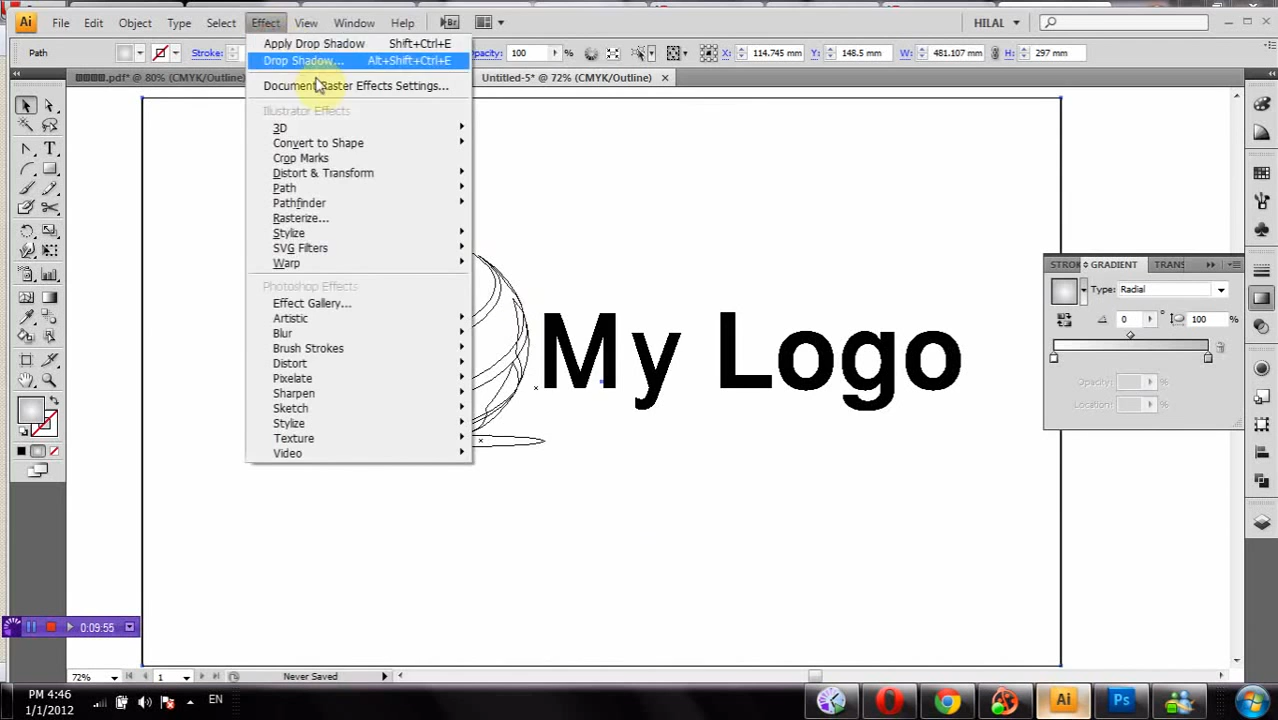 Ai File Edit Object Type Select Effect View Window Help Br HILAL
Path Stroke: Opacity: 100 % X: 114.745 mm Y: 148.5 mm W: 481.107 mm H: 297 mm
.pdf* @ 80% (CMYK/Outline) Untitled-5* @ 72% (CMYK/Outline)
Apply Drop Shadow Shift+Ctrl+E
Drop Shadow... Alt+Shift+Ctrl+E
Document Raster Effects Settings...
Illustrator Effects
3D
Convert to Shape
Crop Marks
Distort & Transform
Path
Pathfinder
Rasterize...
Stylize
SVG Filters
Warp
Photoshop Effects
Effect Gallery...
Artistic
Blur
Brush Strokes
Distort
Pixelate
Sharpen
Sketch
Stylize
Texture
Video
My Logo
STROK GRADIENT TRANS
Type: Radial
0 100 %
Opacity: %
Location: %
0:09:55
72% 1 Never Saved
PM 4:46
1/1/2012
EN
Ai Ps